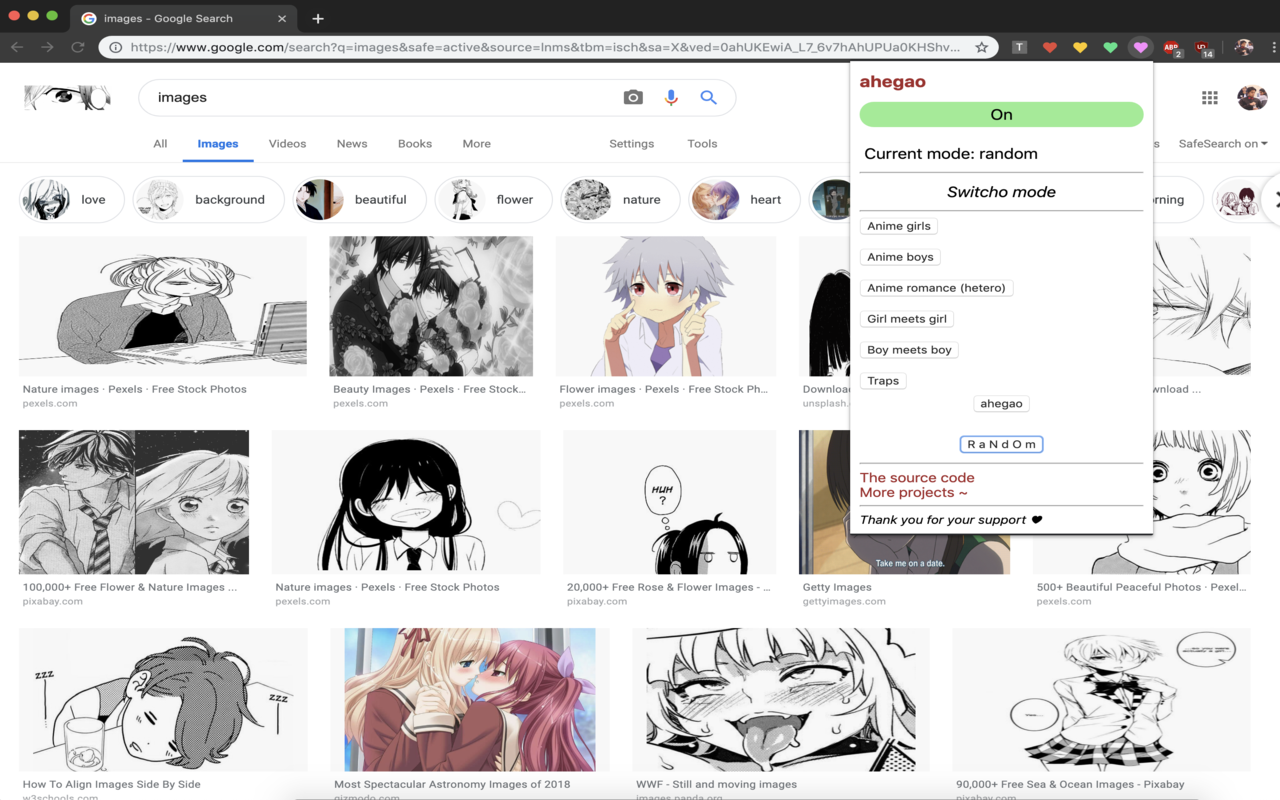 images - Google Search
https://www.google.com/search?q=images&safe=active&source=lnms&tbm=isch&sa=X&ved=0ahUKEwiA_L7_6v7hAhUPUa0KHShv...
T
ABP
2
14
images
All
Images
Videos
News
Books
More
Settings
Tools
s
SafeSearch on
love
background
beautiful
flower
nature
heart
rning
ahegao
On
Current mode: random
Switcho mode
Anime girls
Anime boys
Anime romance (hetero)
Girl meets girl
Boy meets boy
Traps
ahegao
R a N d O m
The source code
More projects ~
Thank you for your support ❤
Nature images · Pexels · Free Stock Photos
pexels.com
Beauty Images · Pexels · Free Stock...
pexels.com
Flower images · Pexels · Free Stock Ph...
pexels.com
Download
unsplash.
wnload ...
HUH
?
Take me on a date.
100,000+ Free Flower & Nature Images ...
pixabay.com
Nature images · Pexels · Free Stock Photos
pexels.com
20,000+ Free Rose & Flower Images - ...
pixabay.com
Getty Images
gettyimages.com
500+ Beautiful Peaceful Photos · Pexel...
pexels.com
zzz
zzz
How To Align Images Side By Side
w3schools.com
Most Spectacular Astronomy Images of 2018
gizmodo.com
WWF - Still and moving images
images.panda.org
90,000+ Free Sea & Ocean Images - Pixabay
pixabay.com